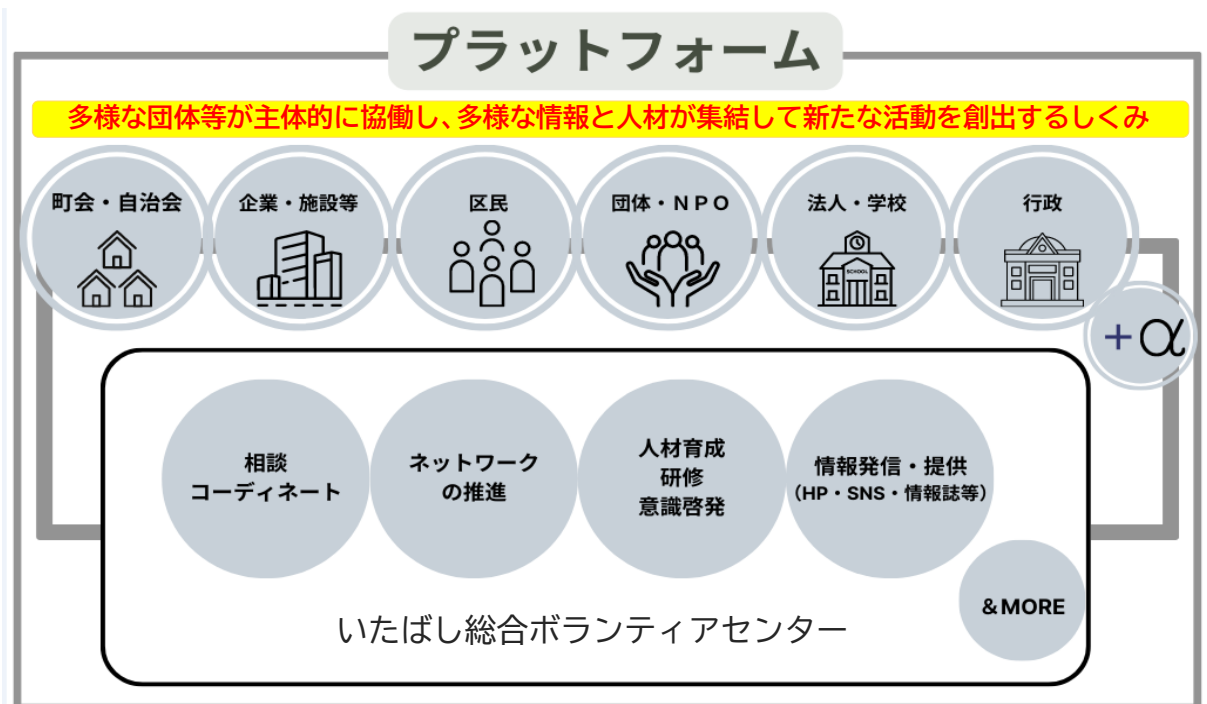 プラットフォーム
多様な団体等が主体的に協働し、多様な情報と人材が集結して新たな活動を創出するしくみ
町会・自治会
企業・施設等
区民
団体・NPO
法人・学校
SCHOOL
行政
+α
相談
コーディネート
ネットワーク
の推進
人材育成
研修
意識啓発
情報発信・提供
(HP・SNS・情報誌等)
&MORE
いたばし総合ボランティアセンター